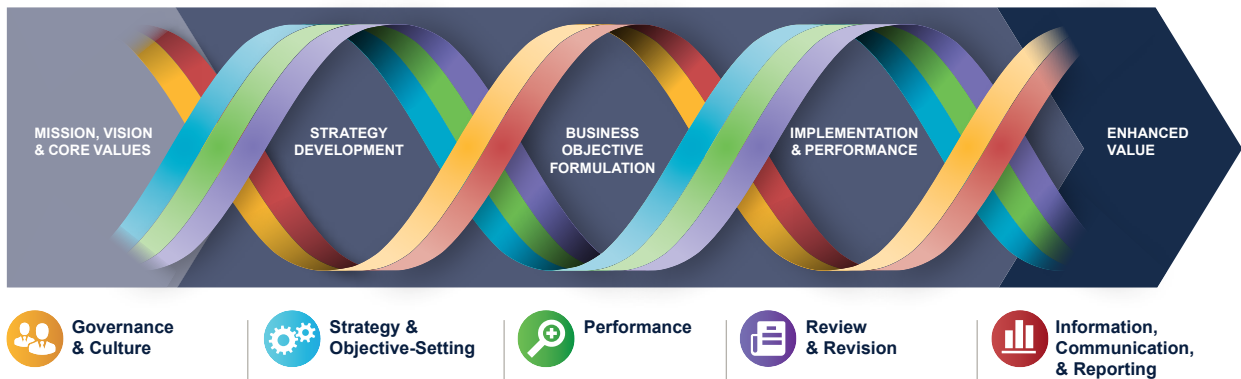 MISSION, VISION
& CORE VALUES
STRATEGY
DEVELOPMENT
BUSINESS
OBJECTIVE
FORMULATION
IMPLEMENTATION
& PERFORMANCE
ENHANCED
VALUE
Governance
& Culture
Strategy &
Objective-Setting
Performance
Review
& Revision
Information,
Communication,
& Reporting